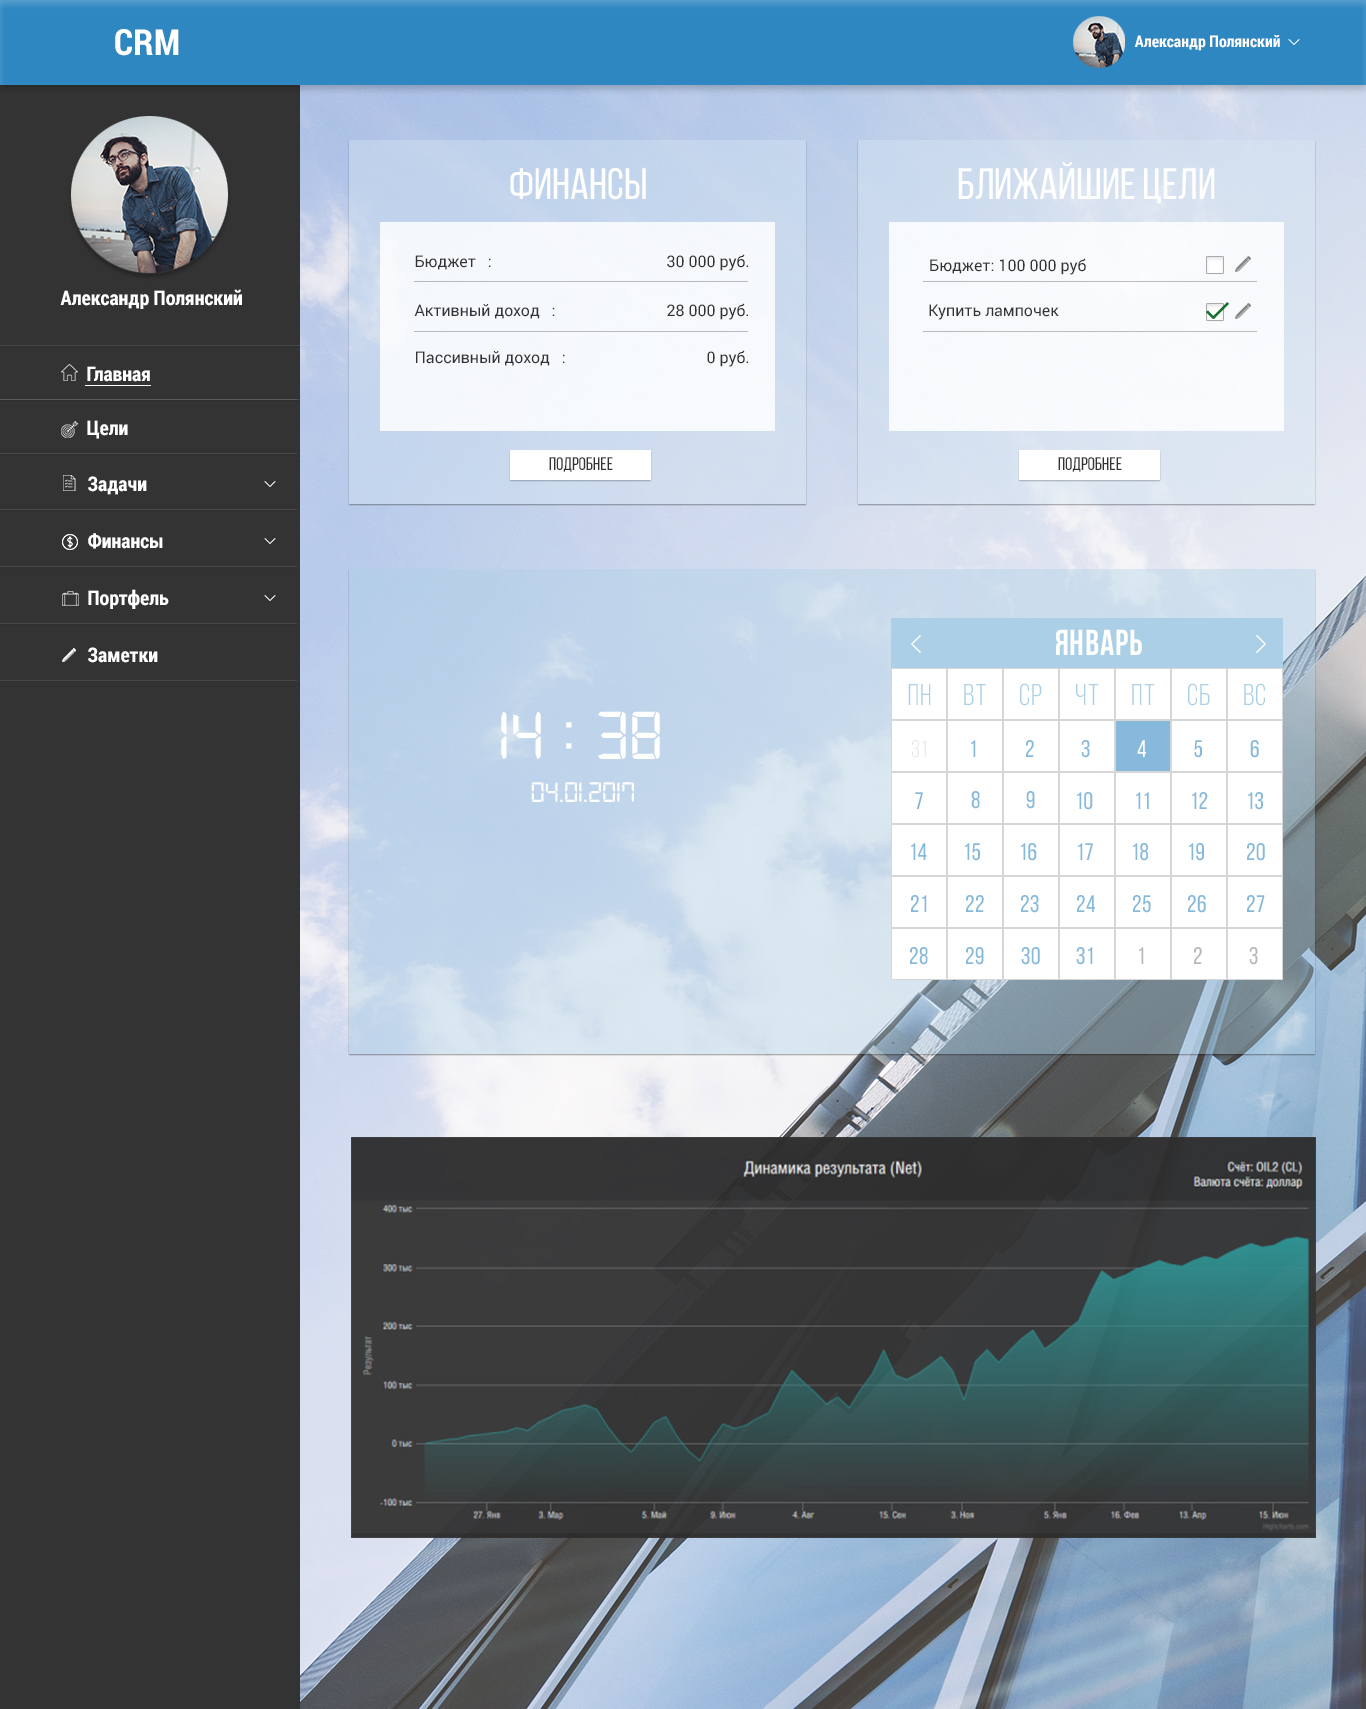 CRM
Александр Полянский
Александр Полянский
Главная
Цели
Задачи
Финансы
Портфель
Заметки
ФИНАНСЫ
Бюджет : 30 000 руб.
Активный доход : 28 000 руб.
Пассивный доход : 0 руб.
ПОДРОБНЕЕ
БЛИЖАЙШИЕ ЦЕЛИ
Бюджет: 100 000 руб
Купить лампочек
ПОДРОБНЕЕ
14 : 38
04.01.2017
ЯНВАРЬ
ПН ВТ СР ЧТ ПТ СБ ВС
31 1 2 3 4 5 6
7 8 9 10 11 12 13
14 15 16 17 18 19 20
21 22 23 24 25 26 27
28 29 30 31 1 2 3
Динамика результата (Net)
Счёт: OIL2 (CL)
Валюта счёта: доллар
Результат
400 тыс
300 тыс
200 тыс
100 тыс
0 тыс
-100 тыс
27. Янв 3. Мар 5. Май 9. Июн 4. Авг 15. Сен 3. Ноя 5. Янв 16. Фев 13. Апр 15. Июн
Highcharts.com